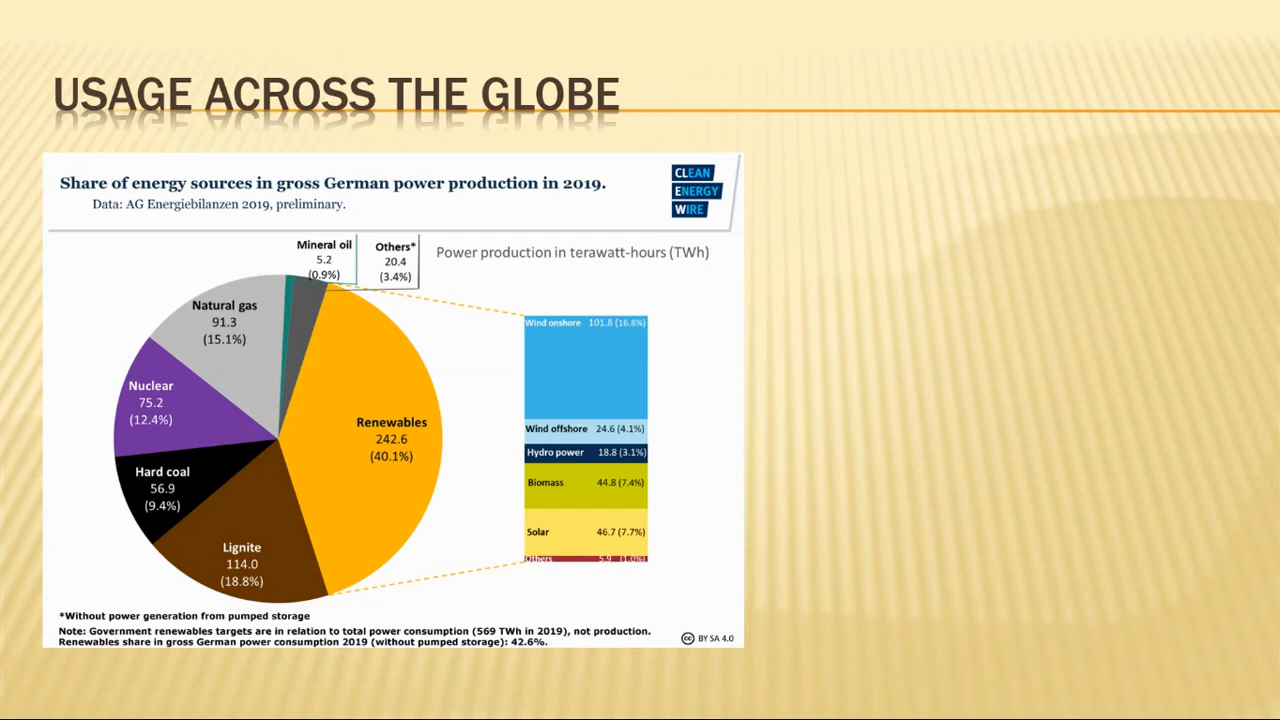 USAGE ACROSS THE GLOBE
Share of energy sources in gross German power production in 2019.
Data: AG Energiebilanzen 2019, preliminary.
CLEAN
ENERGY
WIRE
Mineral oil
5.2
(0.9%)
Others*
20.4
(3.4%)
Power production in terawatt-hours (TWh)
Natural gas
91.3
(15.1%)
Nuclear
75.2
(12.4%)
Hard coal
56.9
(9.4%)
Lignite
114.0
(18.8%)
Renewables
242.6
(40.1%)
Wind onshore 101.8 (16.8%)
Wind offshore 24.6 (4.1%)
Hydro power 18.8 (3.1%)
Biomass 44.8 (7.4%)
Solar 46.7 (7.7%)
Others 5.9 (1.0%)
*Without power generation from pumped storage
Note: Government renewables targets are in relation to total power consumption (569 TWh in 2019), not production.
Renewables share in gross German power consumption 2019 (without pumped storage): 42.6%.
cc BY SA 4.0